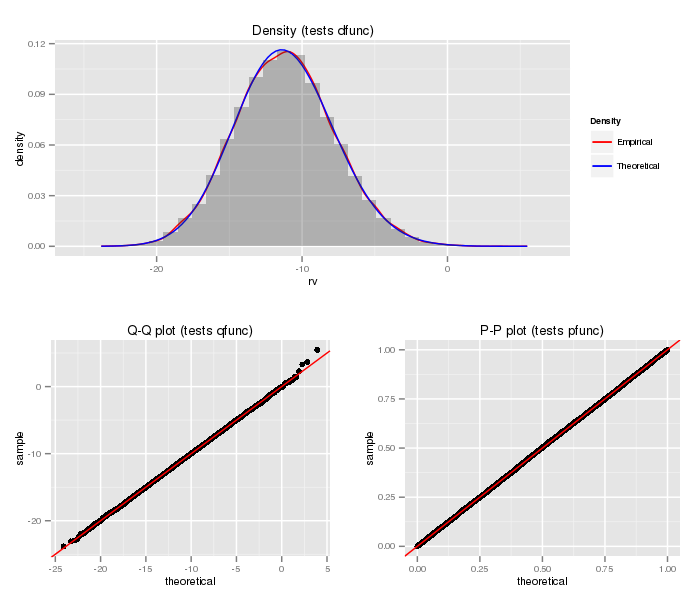 Density (tests dfunc)
0.12
0.09
0.06
0.03
0.00
density
-20
-10
0
rv
Density
Empirical
Theoretical
Q-Q plot (tests qfunc)
0
-10
-20
sample
-25
-20
-15
-10
-5
0
5
theoretical
P-P plot (tests pfunc)
1.00
0.75
0.50
0.25
0.00
sample
0.00
0.25
0.50
0.75
1.00
theoretical